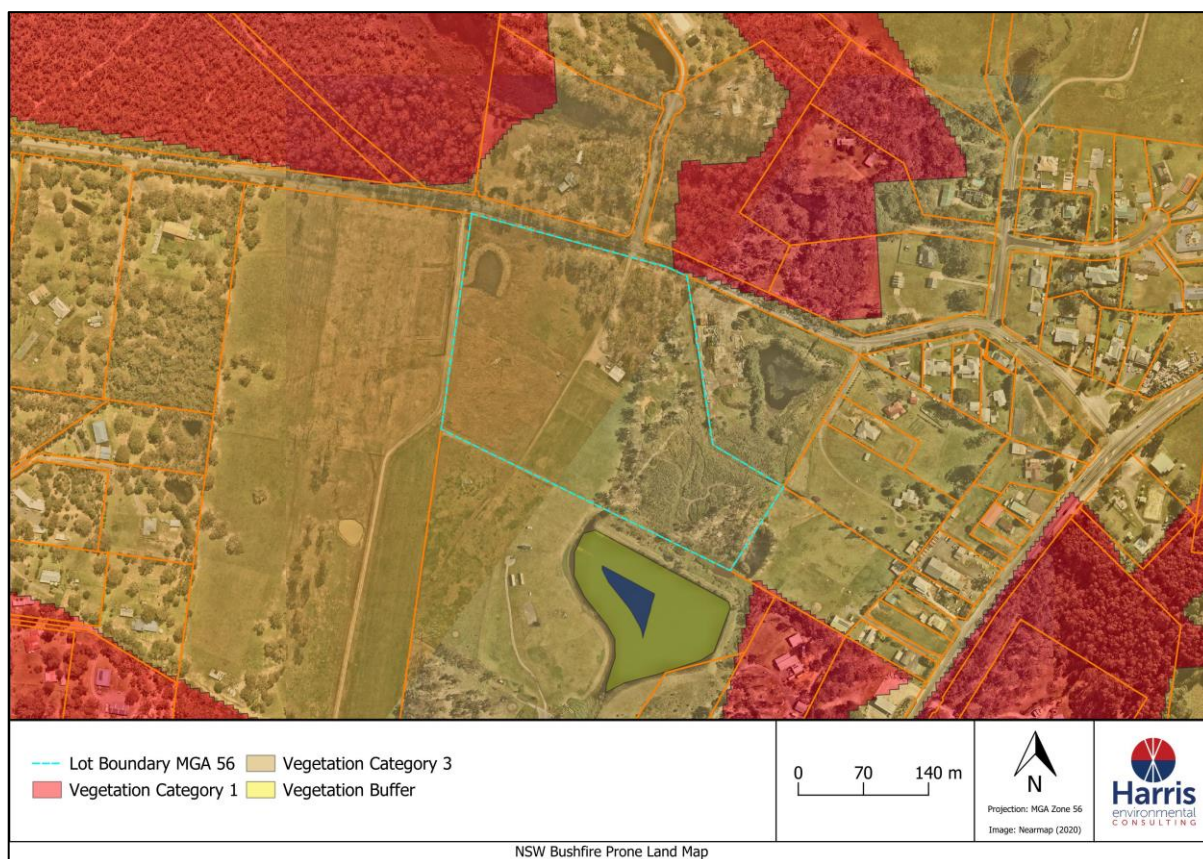 Lot Boundary MGA 56
Vegetation Category 1
Vegetation Category 3
Vegetation Buffer
0 70 140 m
N
Projection: MGA Zone 56
Image: Nearmap (2020)
Harris
environmental
CONSULTING
NSW Bushfire Prone Land Map